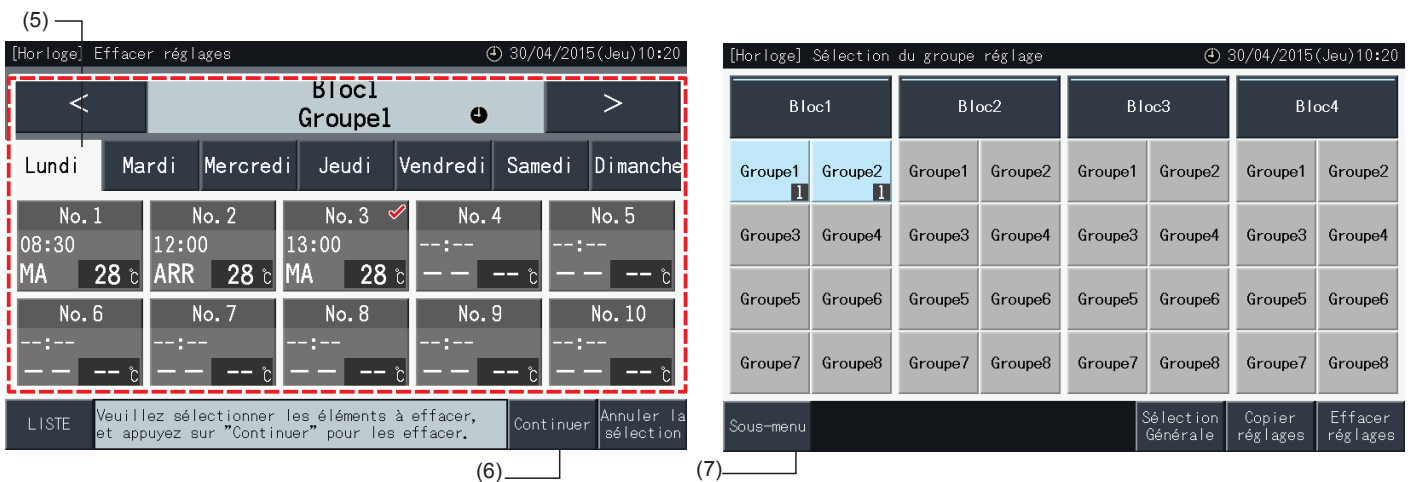 (5)
[Horloge] Effacer réglages 30/04/2015(Jeu)10:20
< Bloc1 >
Groupe1
Lundi Mardi Mercredi Jeudi Vendredi Samedi Dimanche
No.1 No.2 No.3 No.4 No.5
08:30 12:00 13:00 --:-- --:--
MA 28℃ ARR 28℃ MA 28℃ -- --℃ -- --℃
No.6 No.7 No.8 No.9 No.10
--:-- --:-- --:-- --:-- --:--
-- --℃ -- --℃ -- --℃ -- --℃ -- --℃
LISTE
Veuillez sélectionner les éléments à effacer,
et appuyez sur "Continuer" pour les effacer.
Continuer
Annuler la
sélection
(6)
[Horloge] Sélection du groupe réglage 30/04/2015(Jeu)10:20
Bloc1 Bloc2 Bloc3 Bloc4
Groupe1 Groupe2 Groupe1 Groupe2 Groupe1 Groupe2 Groupe1 Groupe2
1 1
Groupe3 Groupe4 Groupe3 Groupe4 Groupe3 Groupe4 Groupe3 Groupe4
Groupe5 Groupe6 Groupe5 Groupe6 Groupe5 Groupe6 Groupe5 Groupe6
Groupe7 Groupe8 Groupe7 Groupe8 Groupe7 Groupe8 Groupe7 Groupe8
Sous-menu
Sélection
Générale
Copier
réglages
Effacer
réglages
(7)